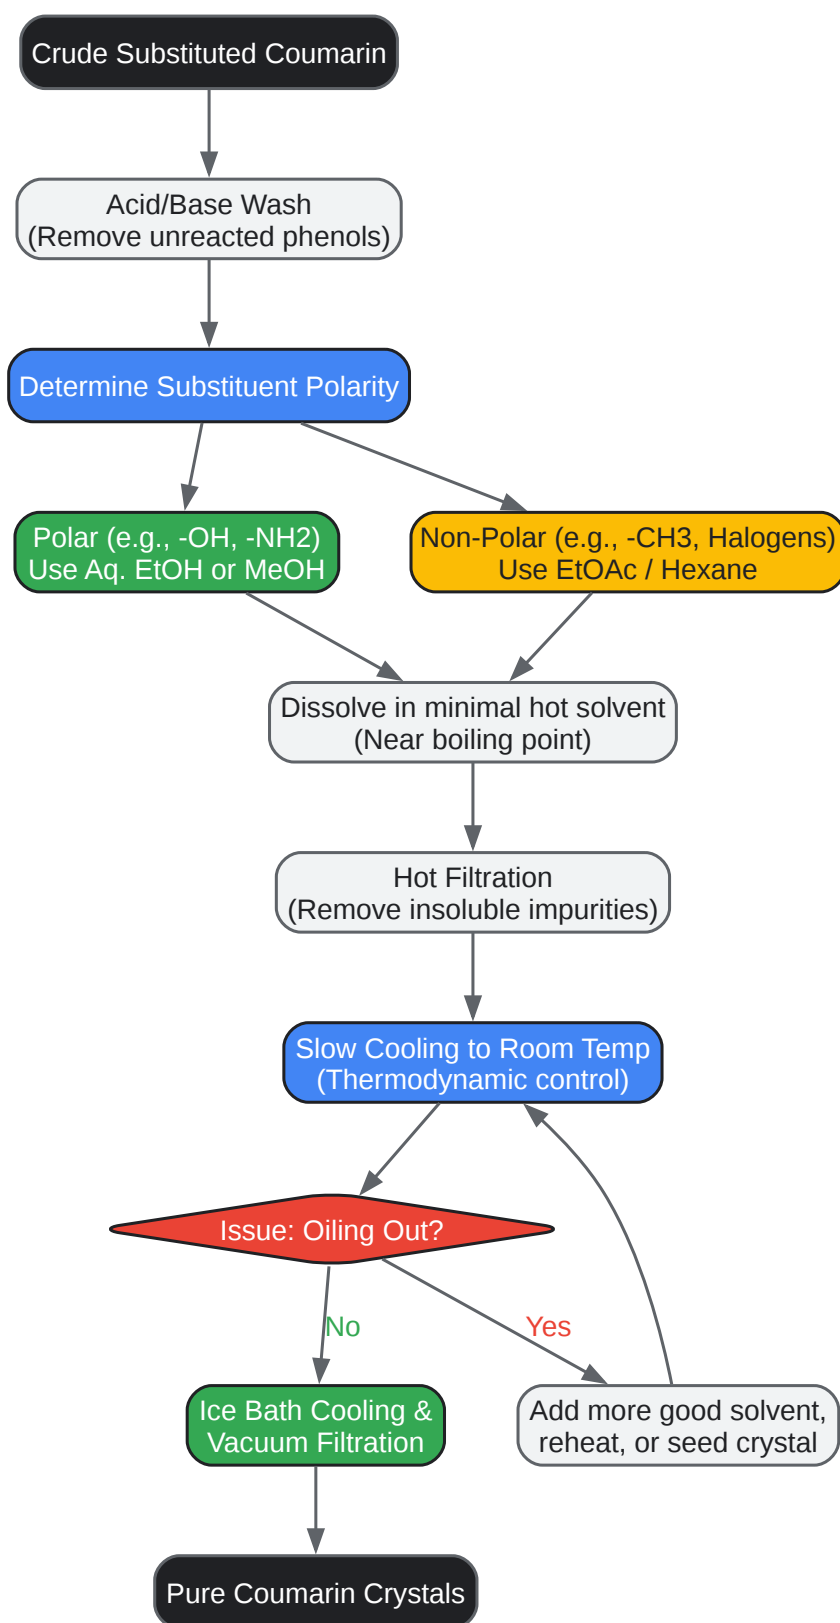 Crude Substituted Coumarin
Acid/Base Wash
(Remove unreacted phenols)
Determine Substituent Polarity
Polar (e.g., -OH, -NH2)
Use Aq. EtOH or MeOH
Non-Polar (e.g., -CH3, Halogens)
Use EtOAc / Hexane
Dissolve in minimal hot solvent
(Near boiling point)
Hot Filtration
(Remove insoluble impurities)
Slow Cooling to Room Temp
(Thermodynamic control)
Issue: Oiling Out?
No
Yes
Ice Bath Cooling &
Vacuum Filtration
Add more good solvent,
reheat, or seed crystal
Pure Coumarin Crystals